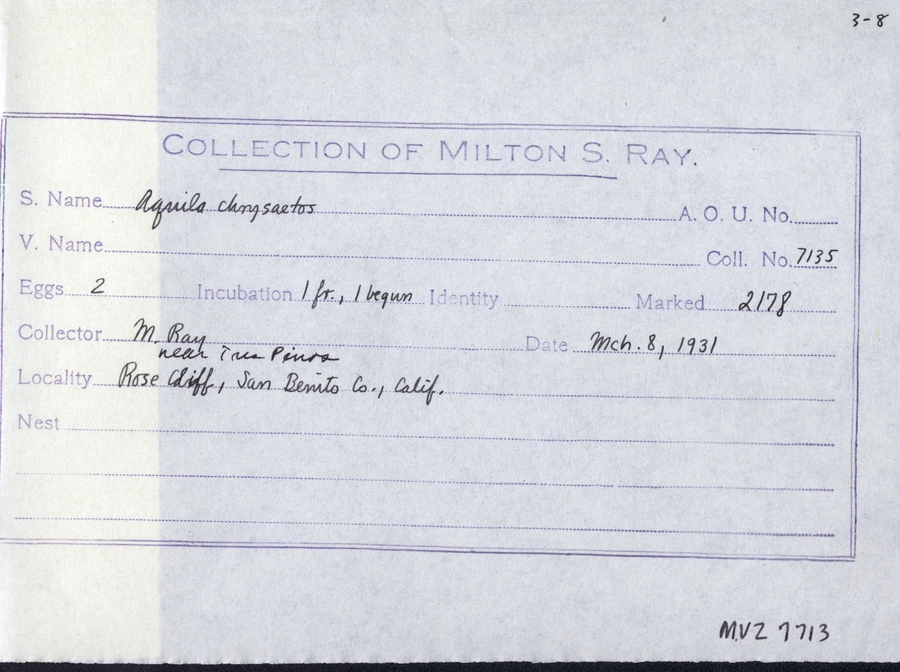 3-8
COLLECTION OF MILTON S. RAY.
S. Name Aquila chrysaetos A. O. U. No.
V. Name Coll. No. 7135
Eggs 2 Incubation 1 fr., 1 begun Identity Marked 2178
Collector M. Ray Date Mch. 8, 1931
near Tres Pinos
Locality Rose Cliff, San Benito Co., Calif.
Nest
MVZ 7713